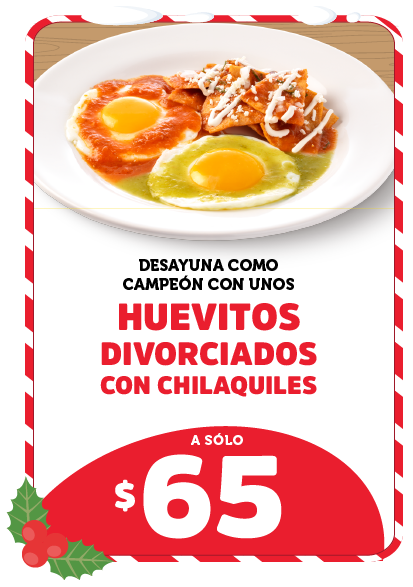 DESAYUNA COMO
CAMPEÓN CON UNOS
HUEVITOS
DIVORCIADOS
CON CHILAQUILES
A SÓLO
$65